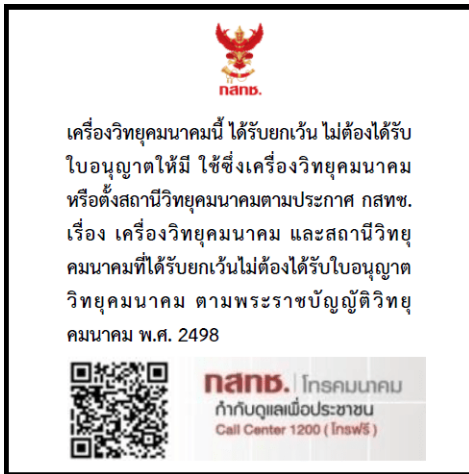 กสทช.
เครื่องวิทยุคมนาคมนี้ ได้รับยกเว้น ไม่ต้องได้รับ
ใบอนุญาตให้มี ใช้ซึ่งเครื่องวิทยุคมนาคม
หรือตั้งสถานีวิทยุคมนาคมตามประกาศ กสทช.
เรื่อง เครื่องวิทยุคมนาคม และสถานีวิทยุ
คมนาคมที่ได้รับยกเว้นไม่ต้องได้รับใบอนุญาต
วิทยุคมนาคม ตามพระราชบัญญัติวิทยุ
คมนาคม พ.ศ. 2498
กสทช. | โทรคมนาคม
กำกับดูแลเพื่อประชาชน
Call Center 1200 ( โทรฟรี )